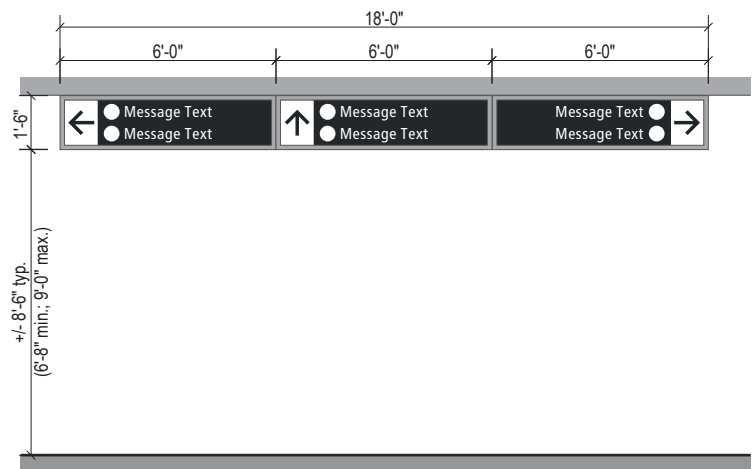 18'-0"
6'-0" 6'-0" 6'-0"
1'-6"
Message Text
Message Text
Message Text
Message Text
Message Text
Message Text
+/- 8'-6" typ.
(6'-8" min.; 9'-0" max.)